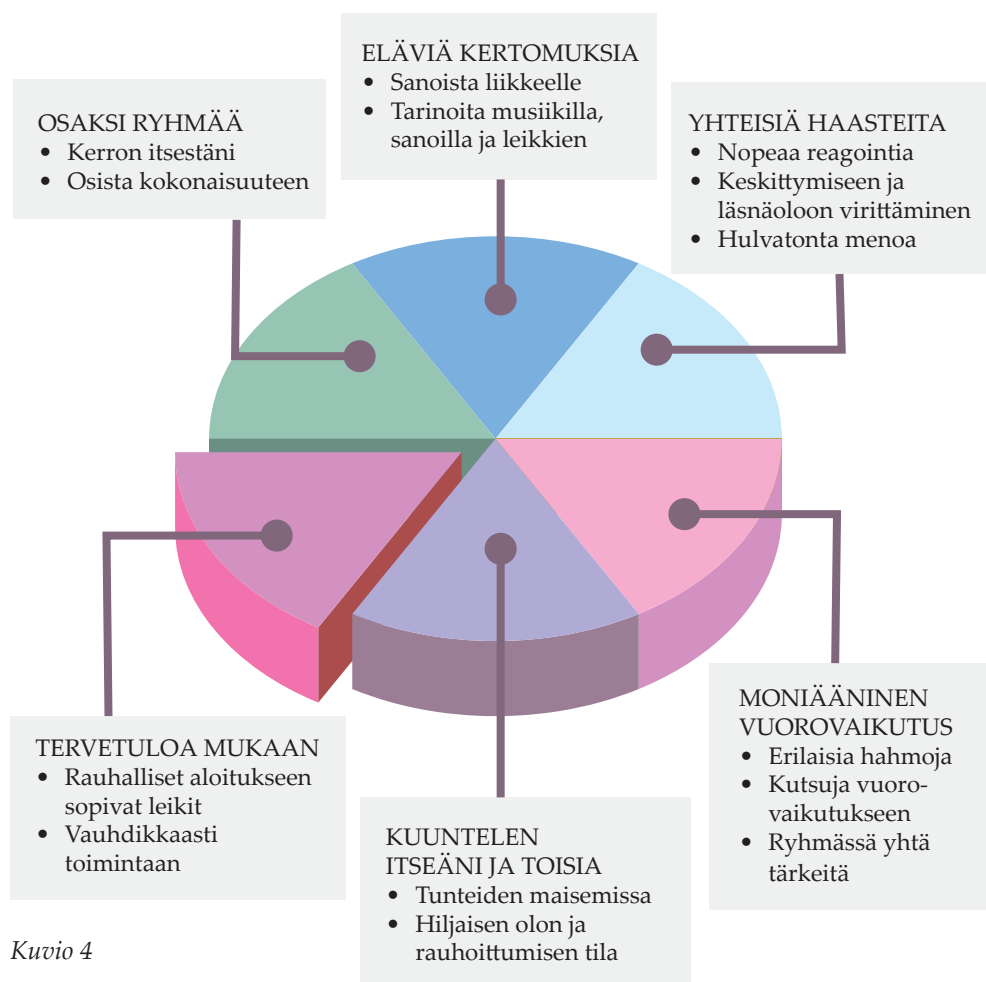 ELÄVIÄ KERTOMUKSIA
• Sanoista liikkeelle
• Tarinoita musiikilla,
sanoilla ja leikkien
OSAKSI RYHMÄÄ
• Kerron itsestäni
• Osista kokonaisuuteen
YHTEISIÄ HAASTEITA
• Nopeaa reagointia
• Keskittymiseen ja
läsnäoloon virittäminen
• Hulvatonta menoa
TERVETULOA MUKAAN
• Rauhalliset aloitukseen
sopivat leikit
• Vauhdikkaasti
toimintaan
KUUNTELEN
ITSEÄNI JA TOISIA
• Tunteiden maisemissa
• Hiljaisen olon ja
rauhoittumisen tila
MONIÄÄNINEN
VUOROVAIKUTUS
• Erilaisia hahmoja
• Kutsuja vuoro-
vaikutukseen
• Ryhmässä yhtä
tärkeitä
Kuvio 4